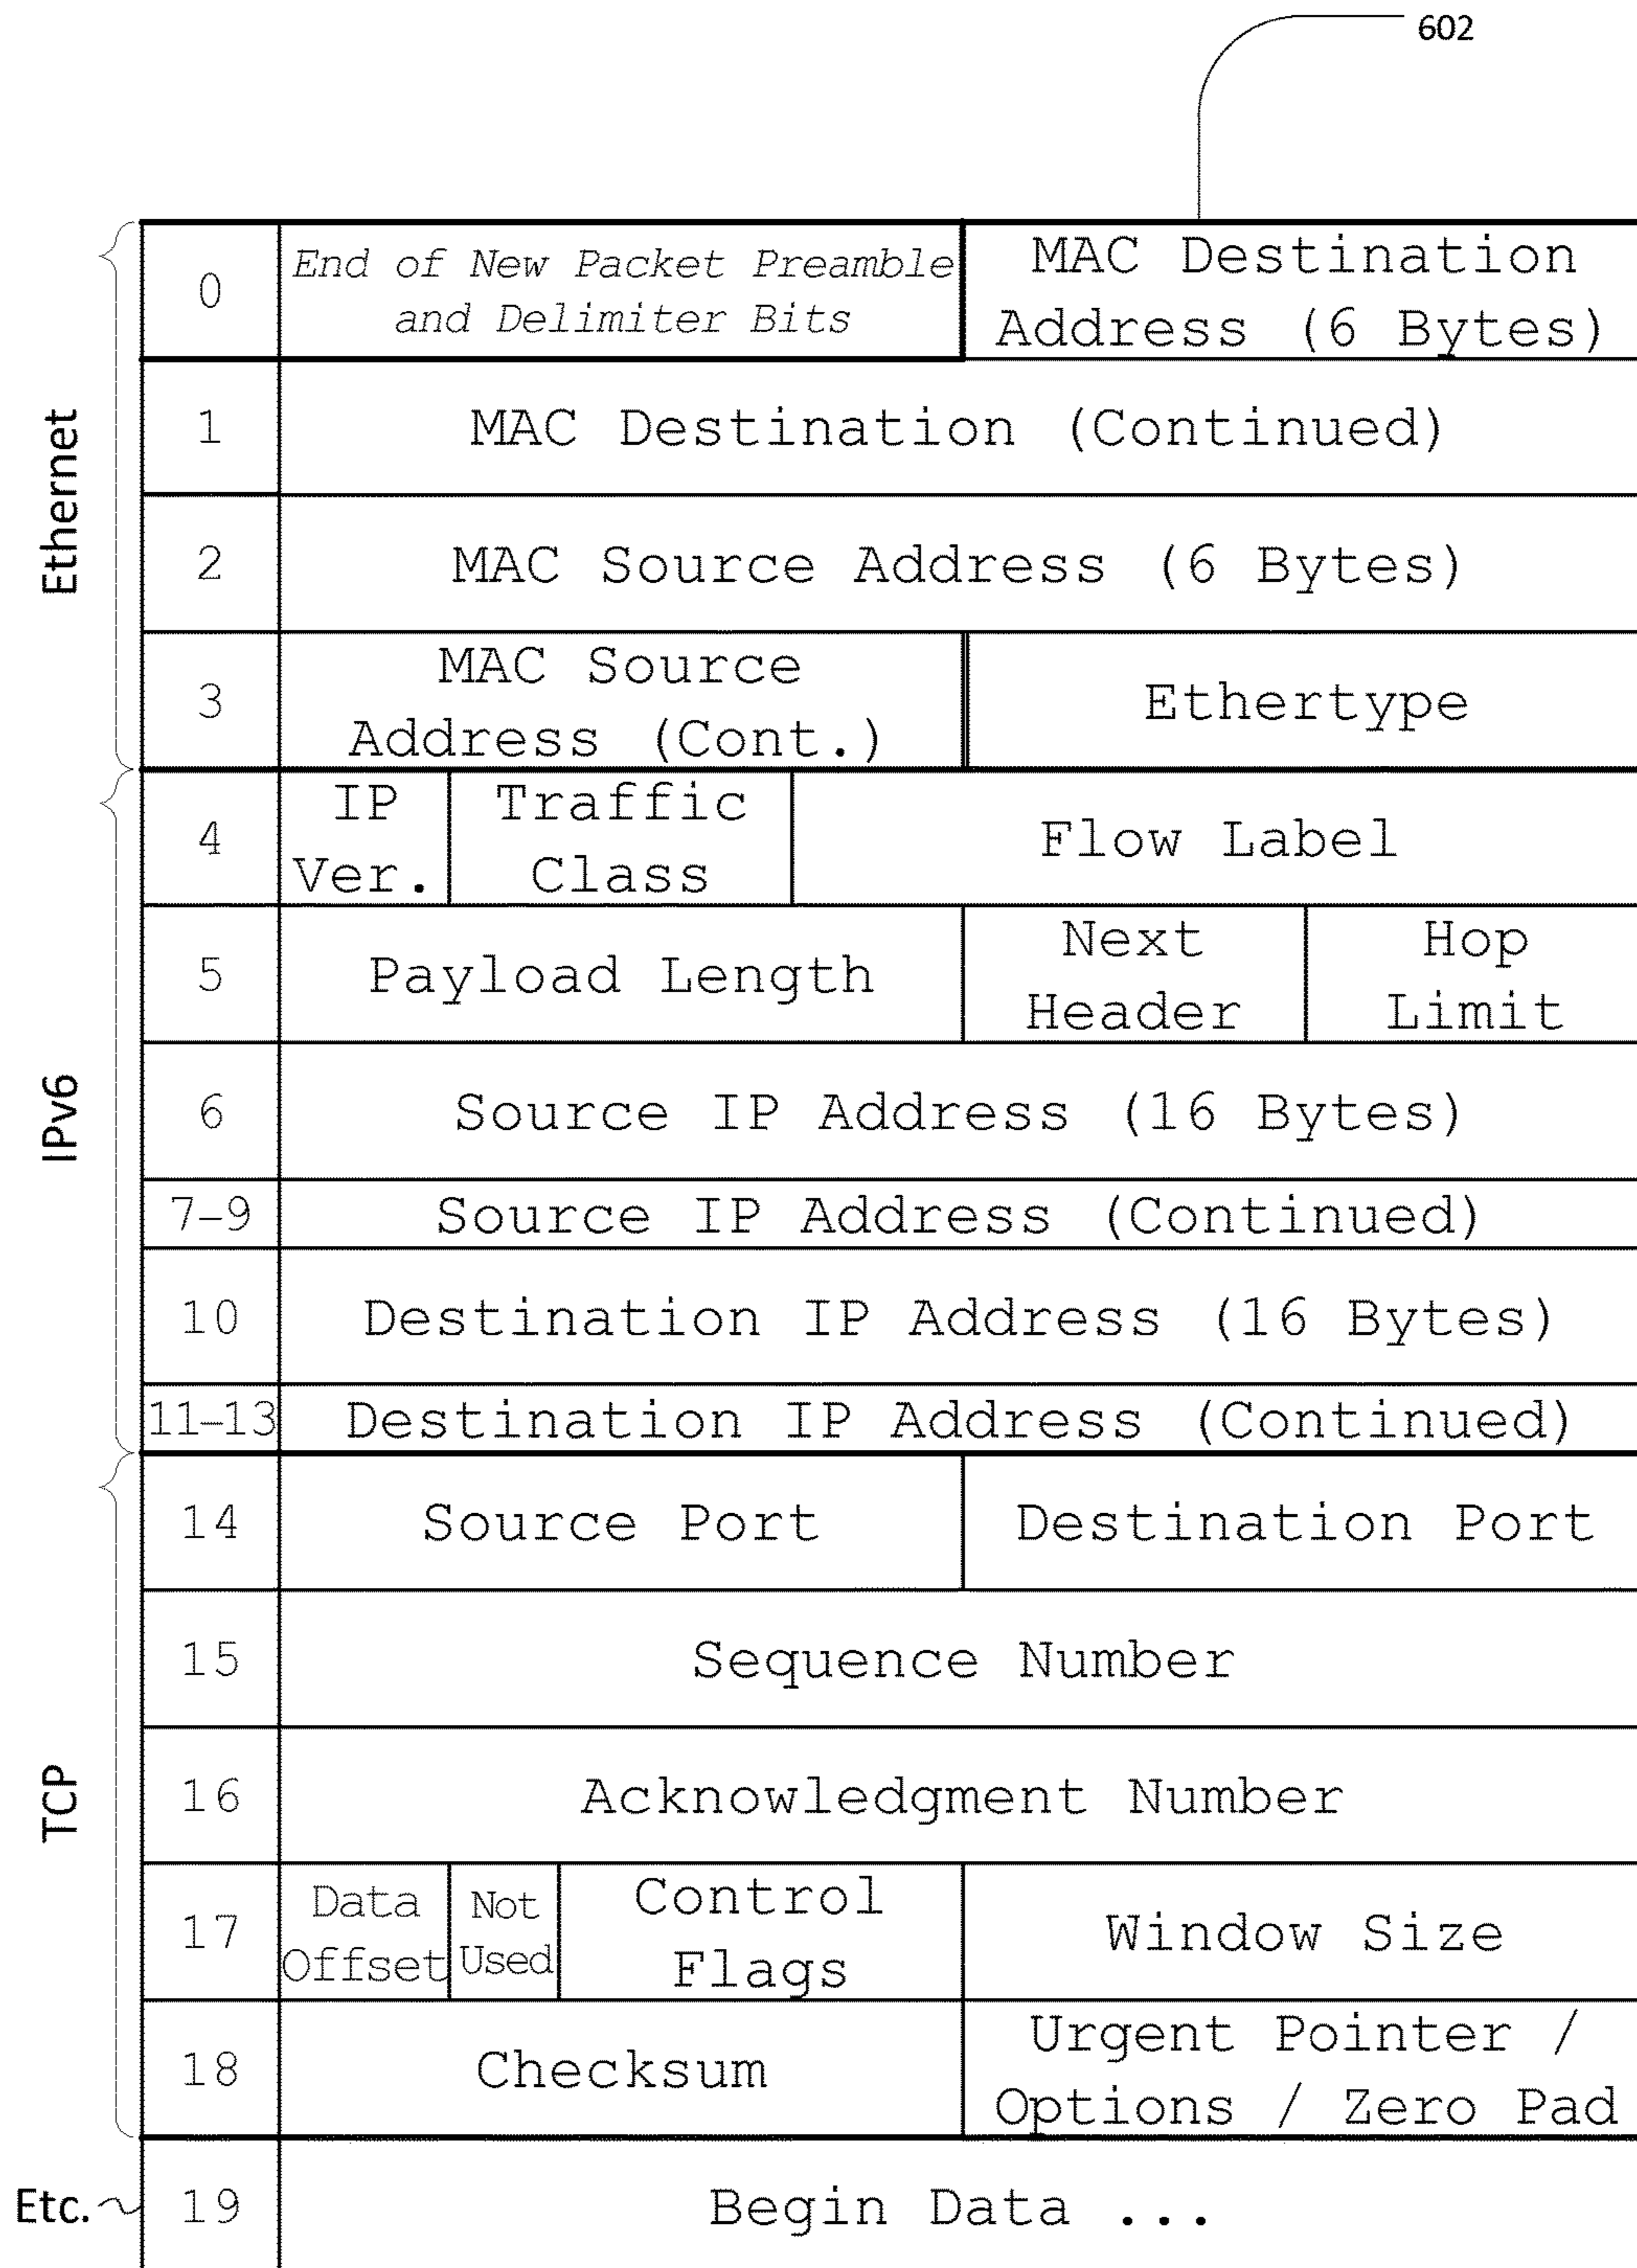 602
Ethernet
0
End of New Packet Preamble
and Delimiter Bits
MAC Destination
Address (6 Bytes)
1
MAC Destination (Continued)
2
MAC Source Address (6 Bytes)
3
MAC Source
Address (Cont.)
Ethertype
IPv6
4
IP
Ver.
Traffic
Class
Flow Label
5
Payload Length
Next
Header
Hop
Limit
6
Source IP Address (16 Bytes)
7-9
Source IP Address (Continued)
10
Destination IP Address (16 Bytes)
11-13
Destination IP Address (Continued)
TCP
14
Source Port
Destination Port
15
Sequence Number
16
Acknowledgment Number
17
Data
Offset
Not
Used
Control
Flags
Window Size
18
Checksum
Urgent Pointer /
Options / Zero Pad
Etc.
19
Begin Data ...